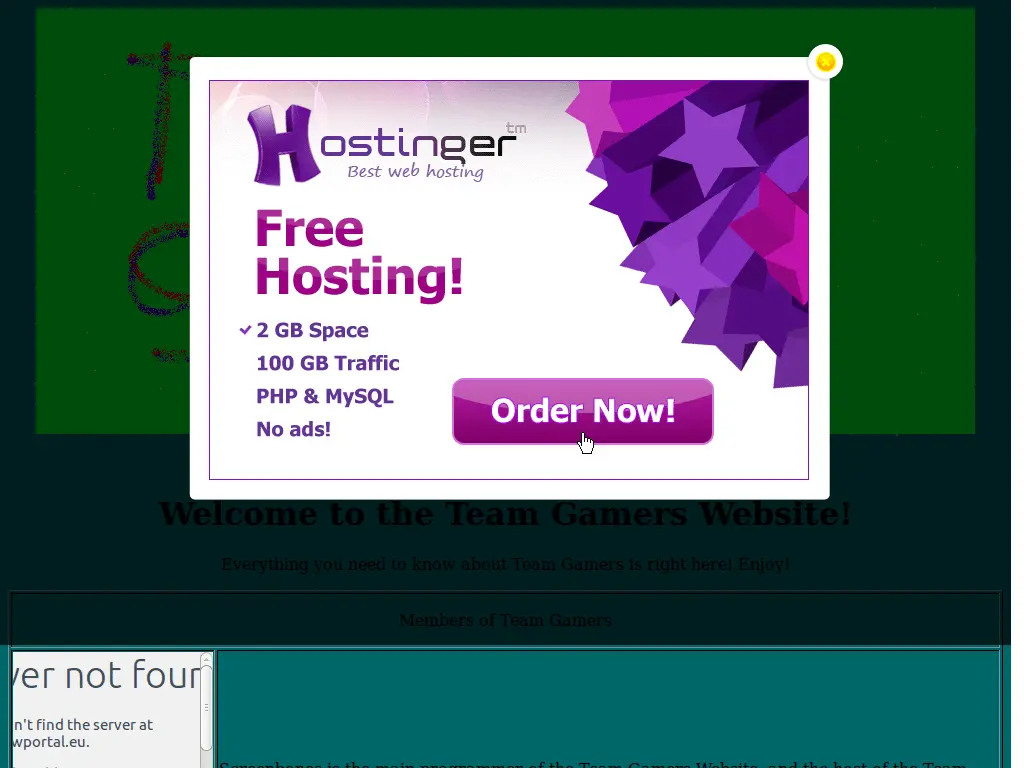 Hostinger tm
Best web hosting
Free
Hosting!
2 GB Space
100 GB Traffic
PHP & MySQL
No ads!
Order Now!
Welcome to the Team Gamers Website!
Everything you need to know about Team Gamers is right here! Enjoy!
Members of Team Gamers
ver not four
n't find the server at
wportal.eu.
is the main programmer of the Team Gamers Website, and the host of the Team